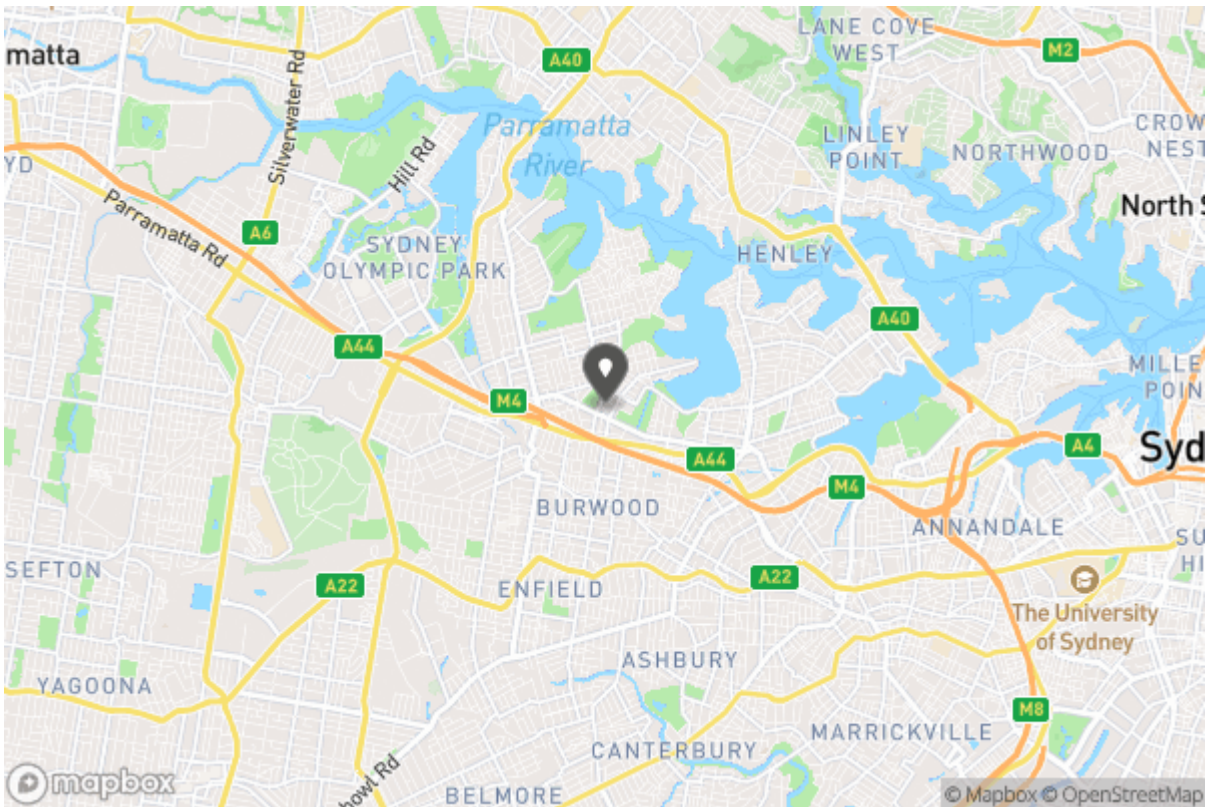 LANE COVE
WEST
M2
matta
A40
Silverwater Rd
Parramatta
River
LINLEY
POINT
CROW
NEST
NORTHWOOD
Hill Rd
YD
Parramatta Rd
A6
North S
SYDNEY
OLYMPIC PARK
HENLEY
A40
A44
MILLE
POIN
M4
Syd
A44
A4
M4
BURWOOD
ANNANDALE
SU
HI
SEFTON
A22
ENFIELD
A22
The University
of Sydney
ASHBURY
YAGOONA
M8
MARRICKVILLE
CANTERBURY
howl Rd
mapbox
BELMORE
© Mapbox © OpenStreetMap